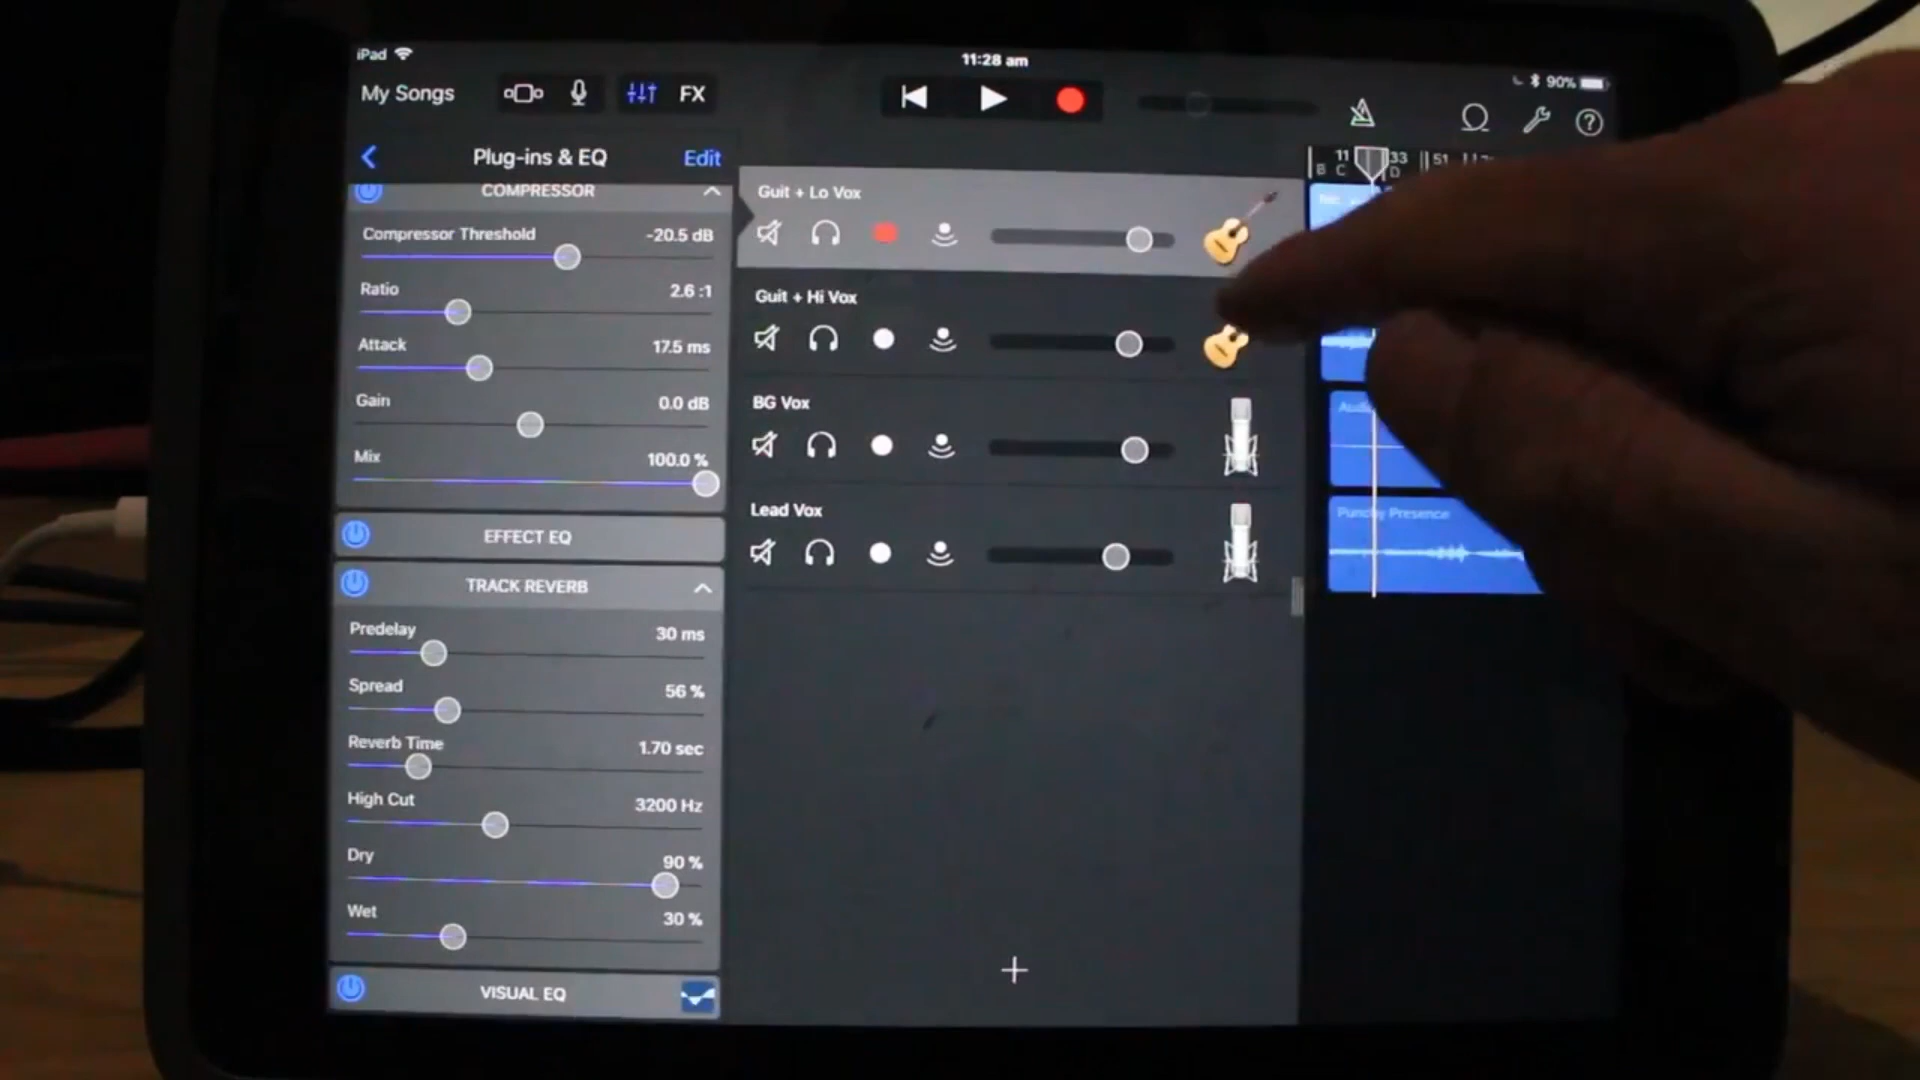 iPad
11:28 am
90%
My Songs
FX
Plug-ins & EQ
Edit
COMPRESSOR
Compressor Threshold
-20.5 dB
Ratio
2.6 :1
Attack
17.5 ms
Gain
0.0 dB
Mix
100.0 %
EFFECT EQ
TRACK REVERB
Predelay
30 ms
Spread
56 %
Reverb Time
1.70 sec
High Cut
3200 Hz
Dry
90 %
Wet
30 %
VISUAL EQ
Guit + Lo Vox
Guit + Hi Vox
BG Vox
Lead Vox
11
33
51
B
C
D
Punchy Presence